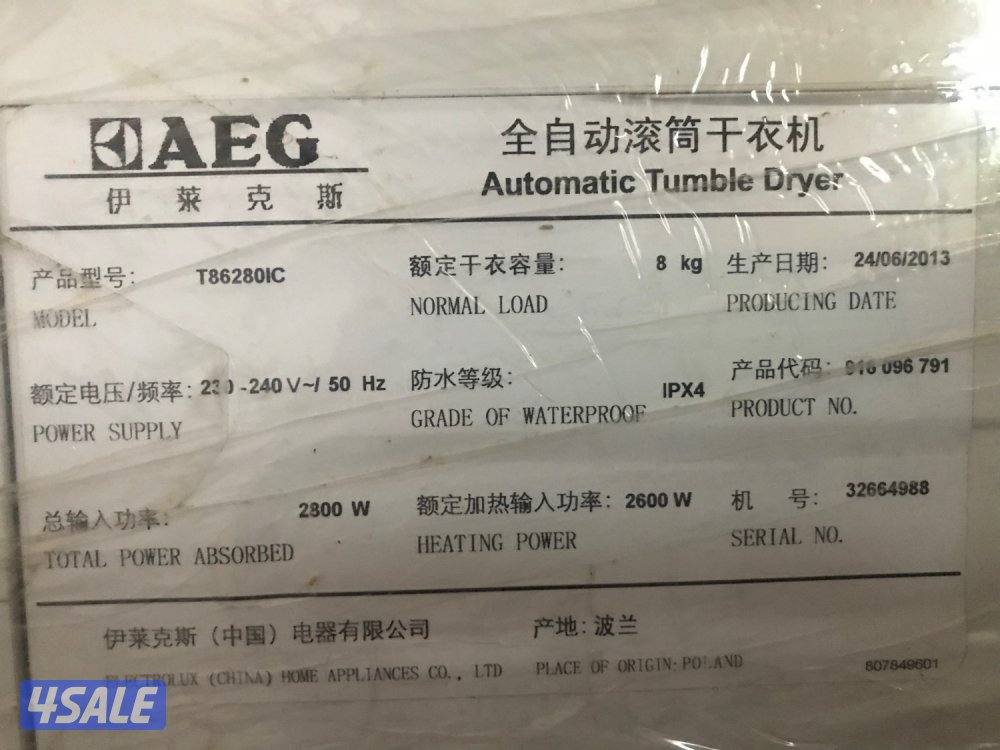 AEG
全自动滚筒干衣机
伊莱克斯
Automatic Tumble Dryer
产品型号: T86280IC
MODEL
额定干衣容量: 8 kg
NORMAL LOAD
生产日期: 24/06/2013
PRODUCING DATE
额定电压/频率: 230-240V~/ 50 Hz
POWER SUPPLY
防水等级: IPX4
GRADE OF WATERPROOF
产品代码: 916 096 791
PRODUCT NO.
总输入功率: 2800 W
TOTAL POWER ABSORBED
额定加热输入功率: 2600 W
HEATING POWER
机 号: 32664988
SERIAL NO.
伊莱克斯（中国）电器有限公司 产地: 波兰
ELECTROLUX (CHINA) HOME APPLIANCES CO., LTD PLACE OF ORIGIN: POLAND
807849601
4SALE